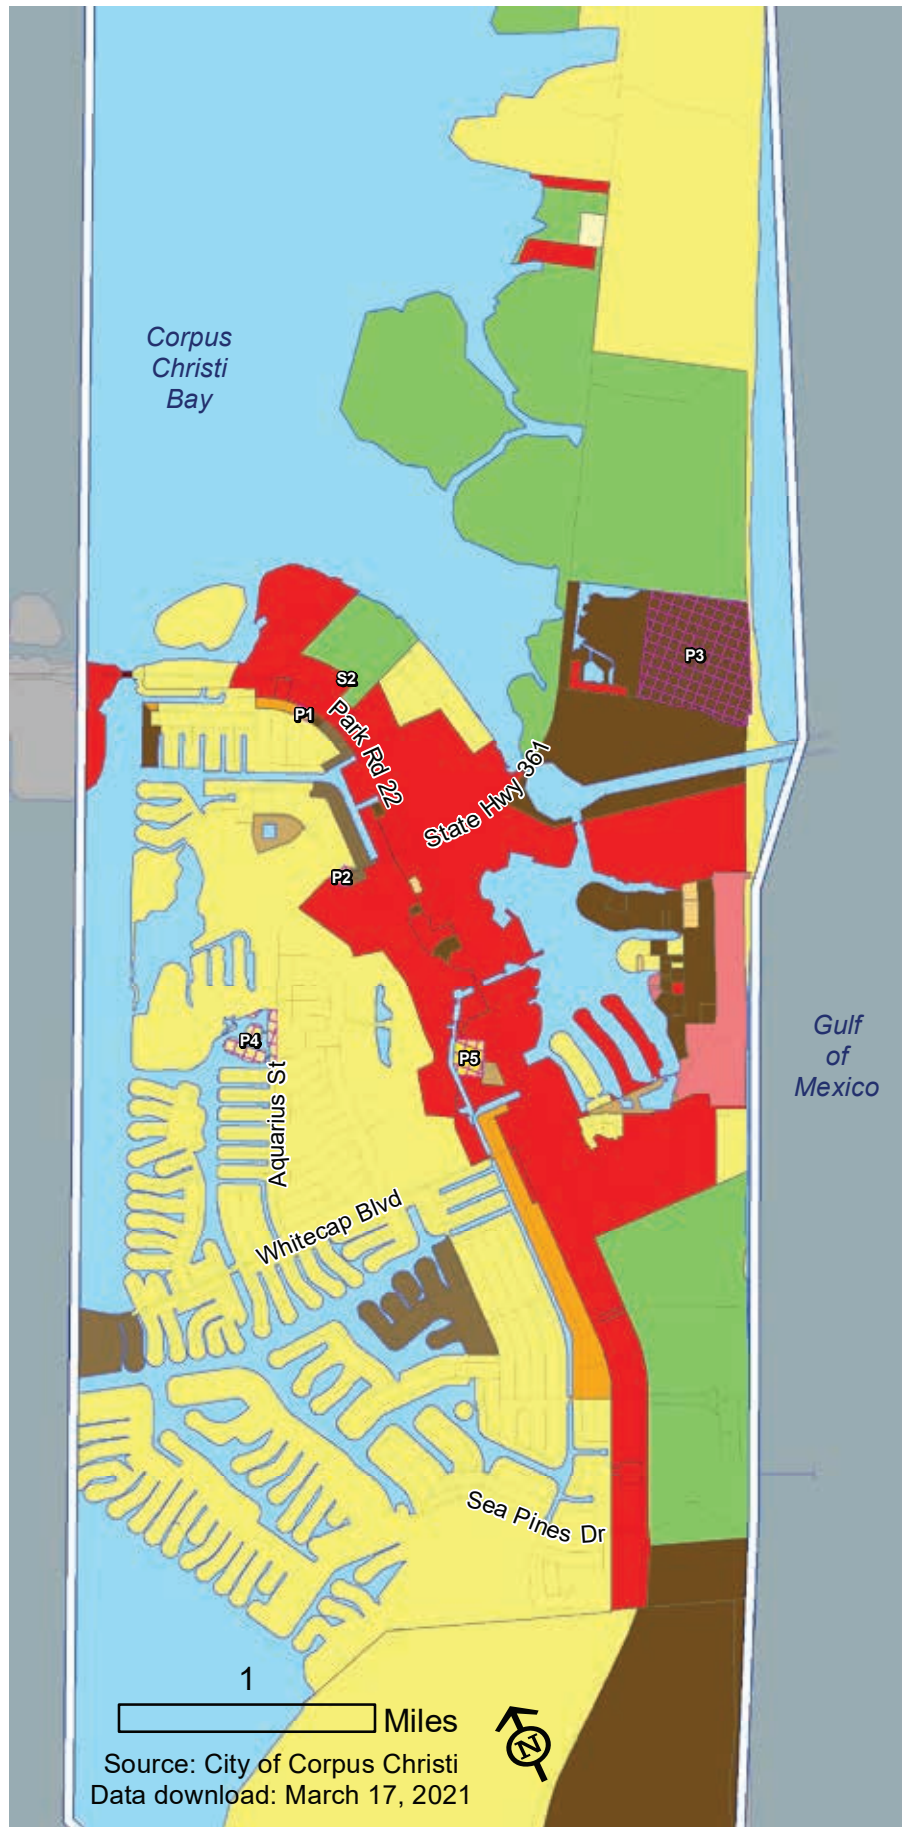 Corpus
Christi
Bay
P3
S2
P1
Park Rd 22
State Hwy 361
P2
Gulf
of
Mexico
P4
P5
Aquarius St
Whitecap Blvd
Sea Pines Dr
1
Miles
N
Source: City of Corpus Christi
Data download: March 17, 2021